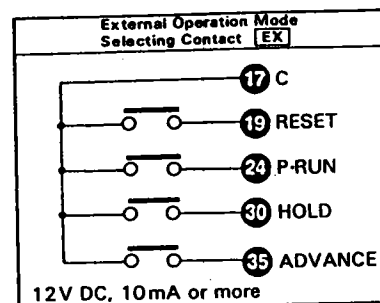 External Operation Mode
Selecting Contact EX
17 C
19 RESET
24 P-RUN
30 HOLD
35 ADVANCE
12V DC, 10mA or more